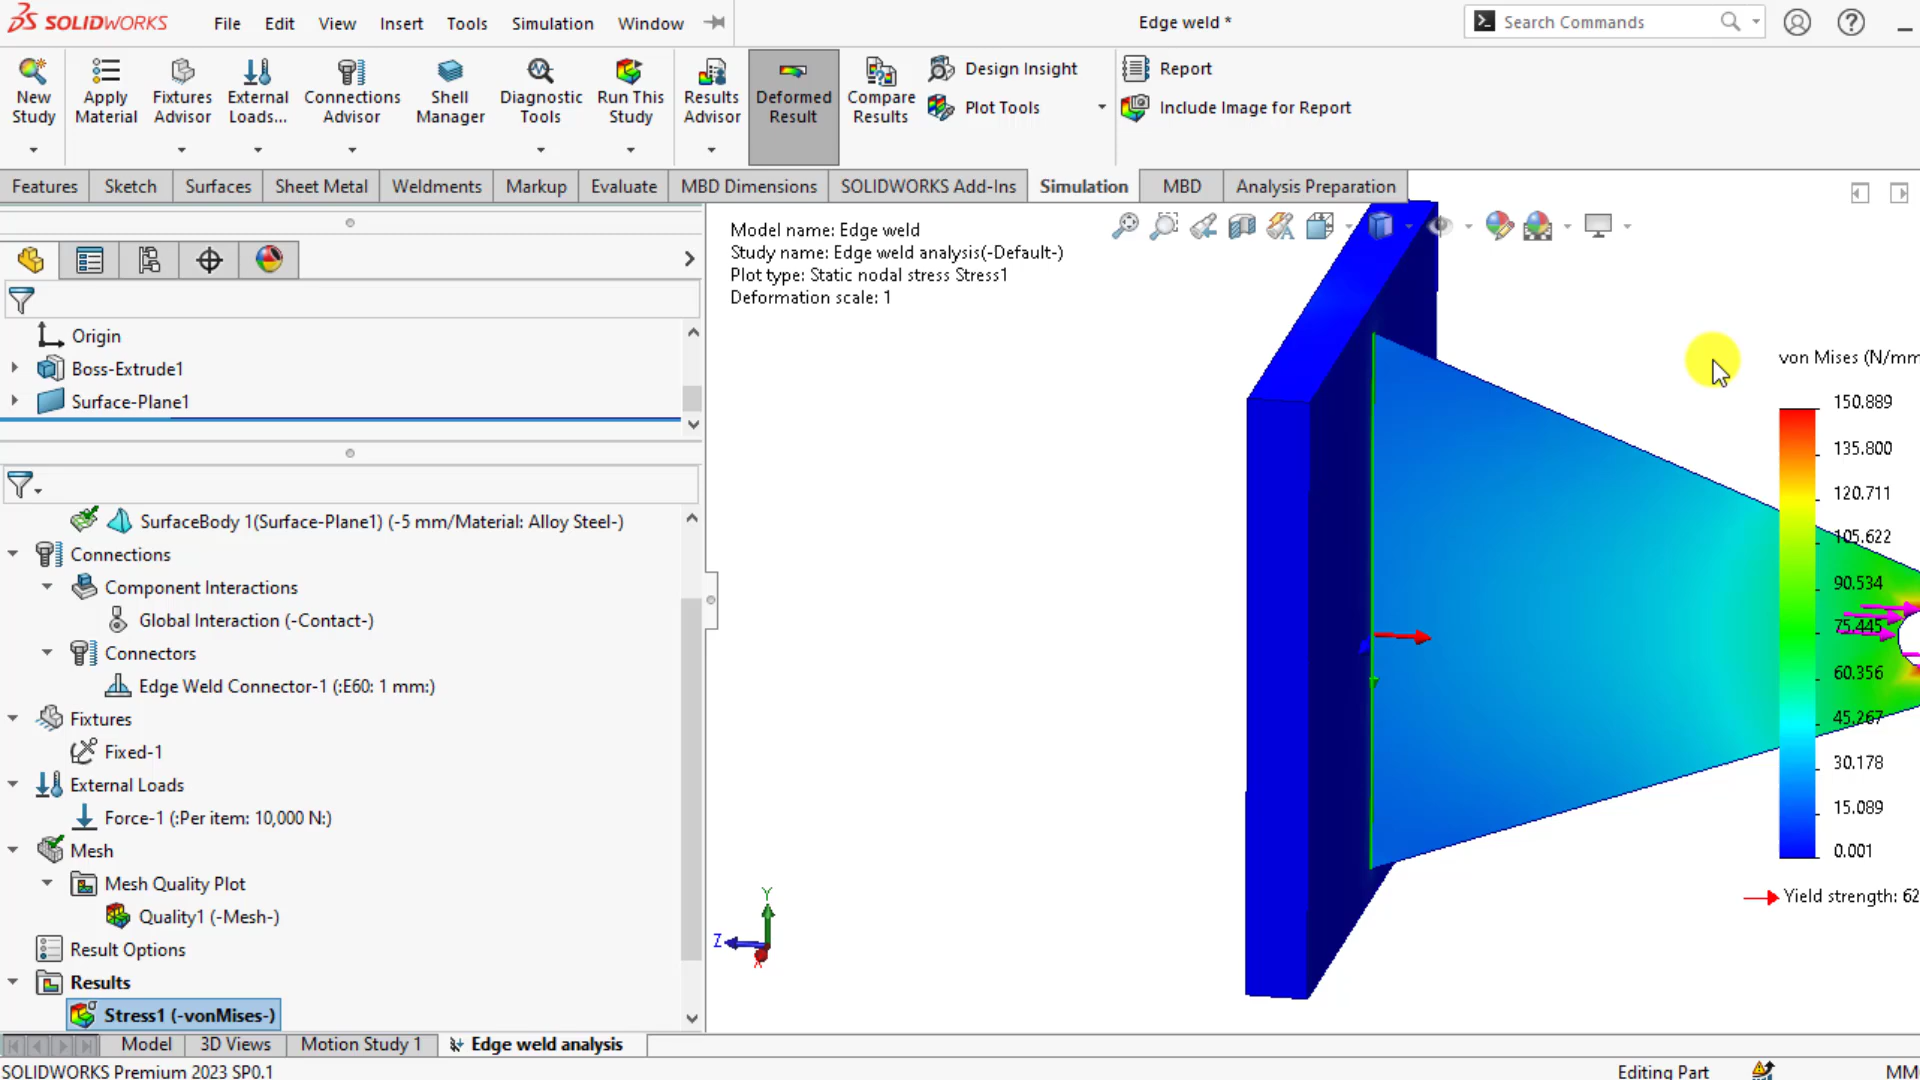 SOLIDWORKS File Edit View Insert Tools Simulation Window Edge weld * Search Commands
New Study
Apply Material
Fixtures Advisor
External Loads...
Connections Advisor
Shell Manager
Diagnostic Tools
Run This Study
Results Advisor
Deformed Result
Compare Results
Design Insight
Plot Tools
Report
Include Image for Report
Features Sketch Surfaces Sheet Metal Weldments Markup Evaluate MBD Dimensions SOLIDWORKS Add-Ins Simulation MBD Analysis Preparation
Origin
Boss-Extrude1
Surface-Plane1
SurfaceBody 1(Surface-Plane1) (-5 mm/Material: Alloy Steel-)
Connections
Component Interactions
Global Interaction (-Contact-)
Connectors
Edge Weld Connector-1 (:E60: 1 mm:)
Fixtures
Fixed-1
External Loads
Force-1 (:Per item: 10,000 N:)
Mesh
Mesh Quality Plot
Quality1 (-Mesh-)
Result Options
Results
Stress1 (-vonMises-)
Model name: Edge weld
Study name: Edge weld analysis(-Default-)
Plot type: Static nodal stress Stress1
Deformation scale: 1
von Mises (N/mm
150.889
135.800
120.711
105.622
90.534
75.445
60.356
45.267
30.178
15.089
0.001
Yield strength: 62
Y
Z
X
Model 3D Views Motion Study 1 Edge weld analysis
SOLIDWORKS Premium 2023 SP0.1 Editing Part MM